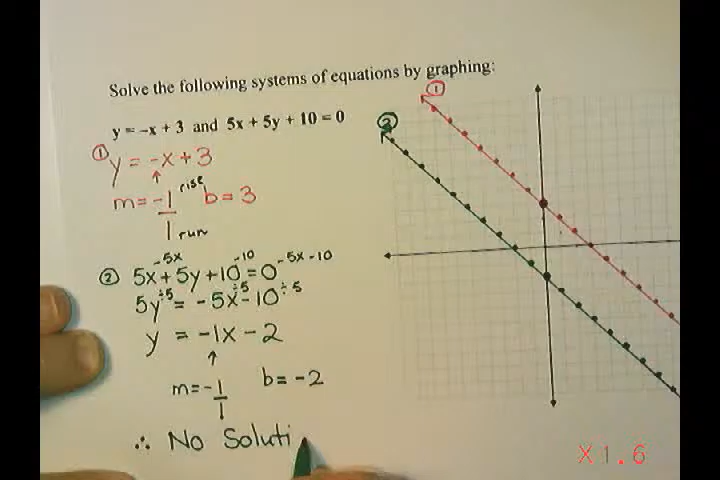 Solve the following systems of equations by graphing:
y = -x + 3 and 5x + 5y + 10 = 0
① y = -x + 3
m = -1/1 rise run b = 3
② 5x -5x + 5y + 10 -10 = 0 -5x -10
5y ÷5 = -5x ÷5 - 10 ÷5
y = -1x - 2
m = -1/1 b = -2
∴ No Soluti
①
②
X1.6